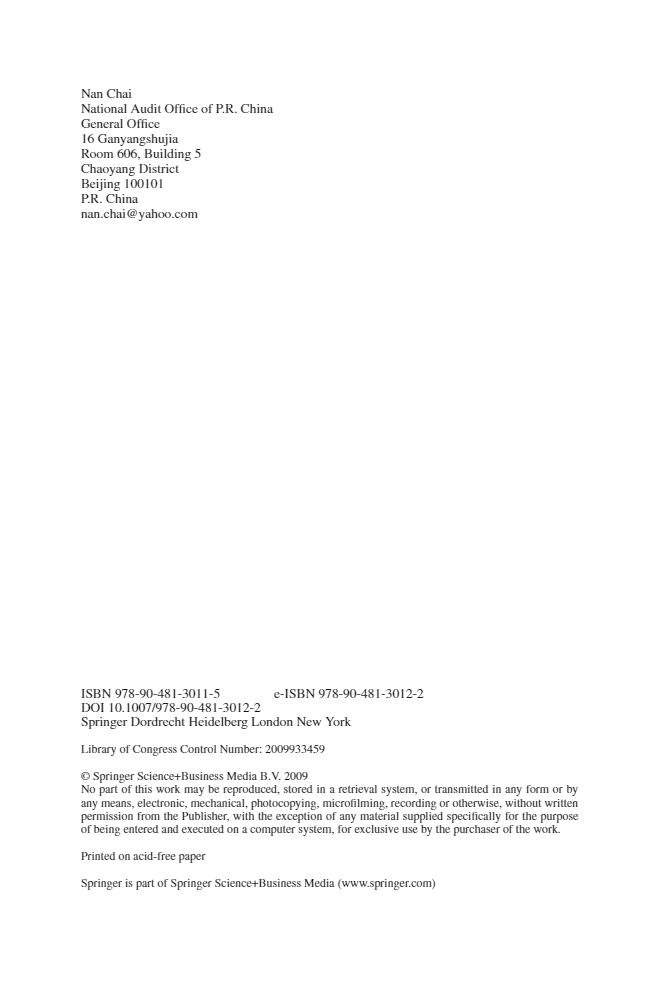 Nan Chai
National Audit Office of P.R. China
General Office
16 Ganyangshujia
Room 606, Building 5
Chaoyang District
Beijing 100101
P.R. China
nan.chai@yahoo.com
ISBN 978-90-481-3011-5 e-ISBN 978-90-481-3012-2
DOI 10.1007/978-90-481-3012-2
Springer Dordrecht Heidelberg London New York
Library of Congress Control Number: 2009933459
© Springer Science+Business Media B.V. 2009
No part of this work may be reproduced, stored in a retrieval system, or transmitted in any form or by
any means, electronic, mechanical, photocopying, microfilming, recording or otherwise, without written
permission from the Publisher, with the exception of any material supplied specifically for the purpose
of being entered and executed on a computer system, for exclusive use by the purchaser of the work.
Printed on acid-free paper
Springer is part of Springer Science+Business Media (www.springer.com)